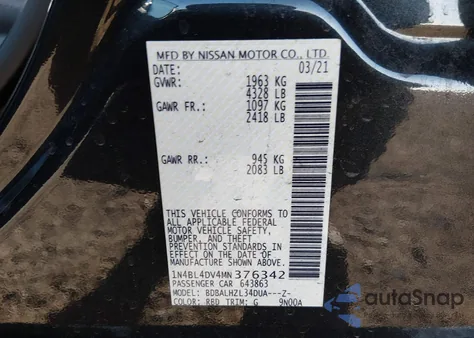 MFD BY NISSAN MOTOR CO., LTD.
DATE: 03/21
GVWR: 1963 KG
4328 LB
GAWR FR.: 1097 KG
2418 LB
GAWR RR.: 945 KG
2083 LB
THIS VEHICLE CONFORMS TO ALL
APPLICABLE FEDERAL
MOTOR VEHICLE SAFETY,
BUMPER, AND THEFT
PREVENTION STANDARDS IN
EFFECT ON THE DATE OF
MANUFACTURE SHOWN ABOVE.
1N4BL4DV4MN376342
PASSENGER CAR 643863
MODEL: BDBALHZL34DUA---Z-
COLOR: RBD TRIM: G 9N00A
autoSnap